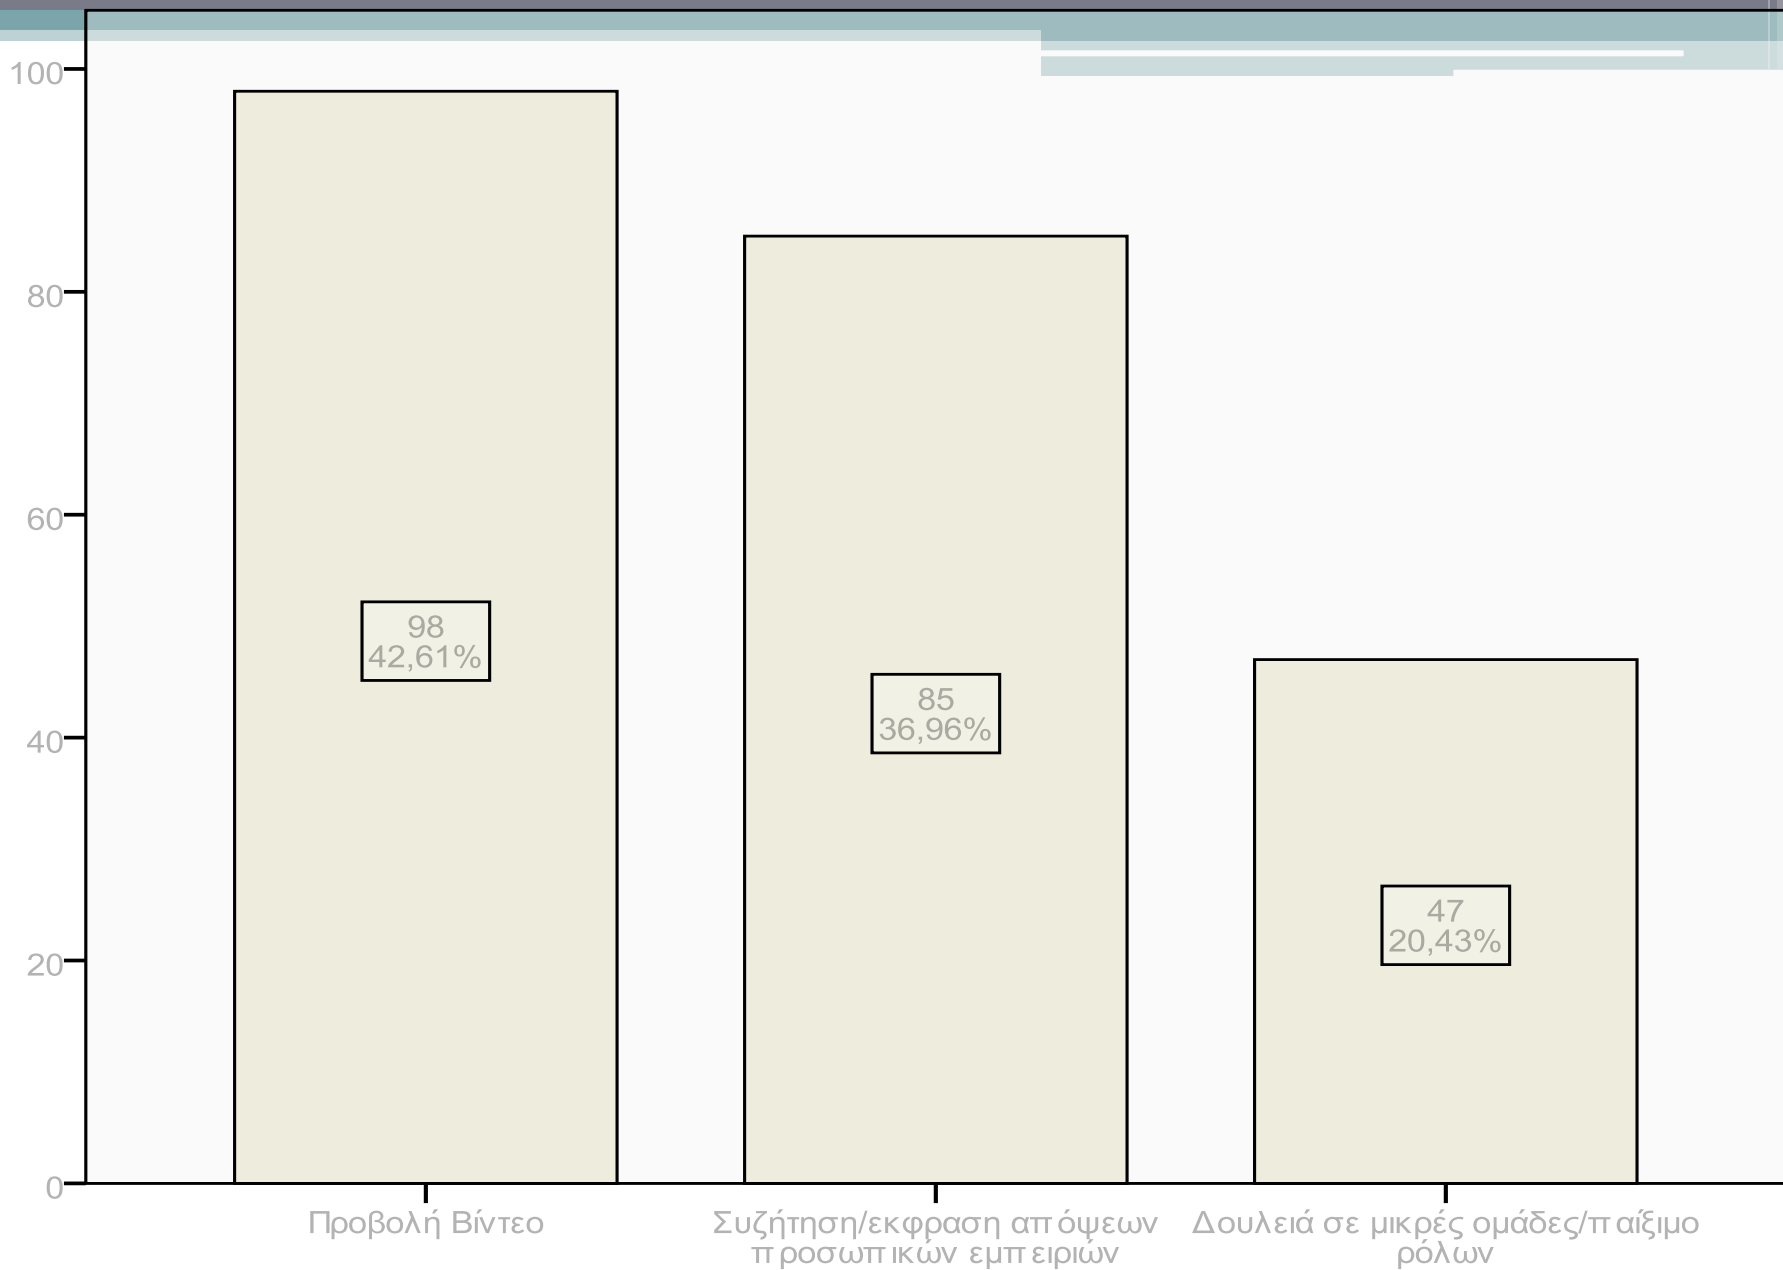 100
80
60
40
20
0
98
42,61%
85
36,96%
47
20,43%
Προβολή Βίντεο
Συζήτηση/εκφραση απόψεων
προσωπικών εμπειριών
Δουλειά σε μικρές ομάδες/παίξιμο
ρόλων